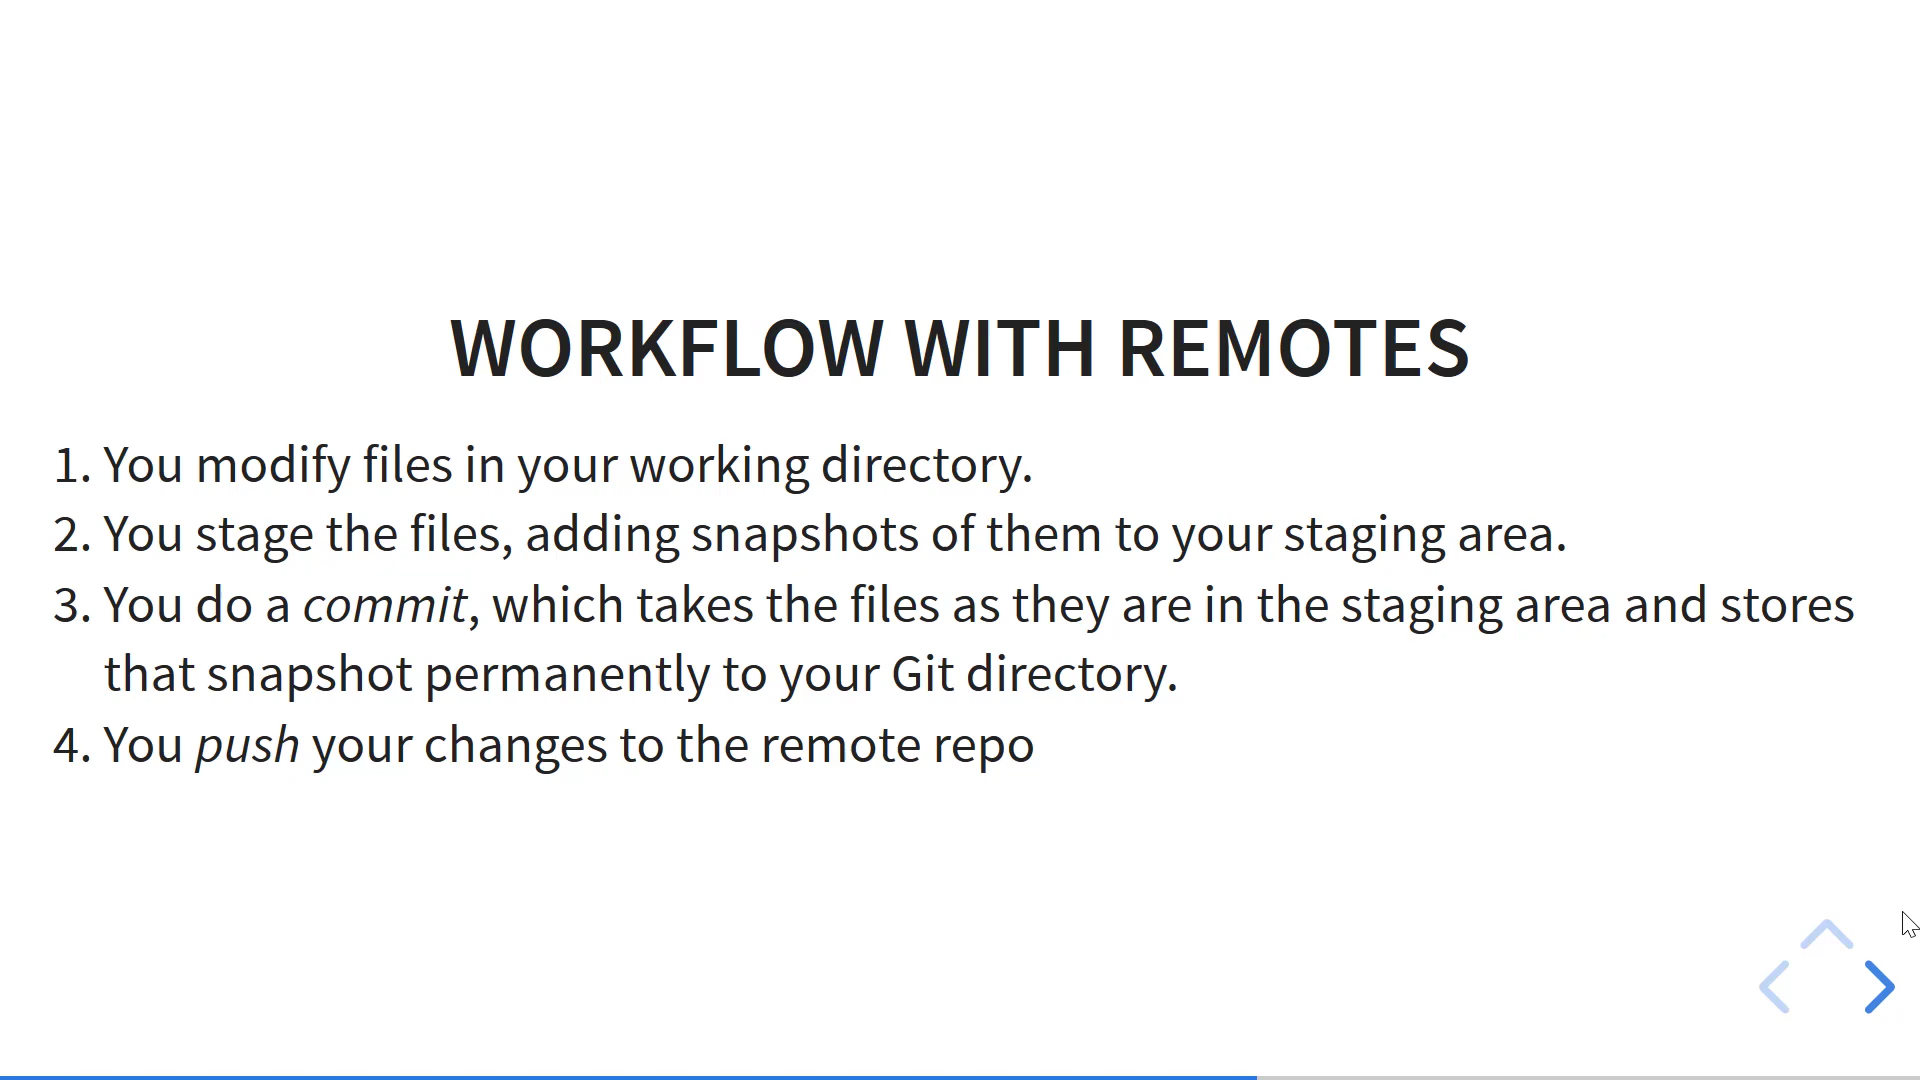 WORKFLOW WITH REMOTES
1. You modify files in your working directory.
2. You stage the files, adding snapshots of them to your staging area.
3. You do a commit, which takes the files as they are in the staging area and stores
that snapshot permanently to your Git directory.
4. You push your changes to the remote repo